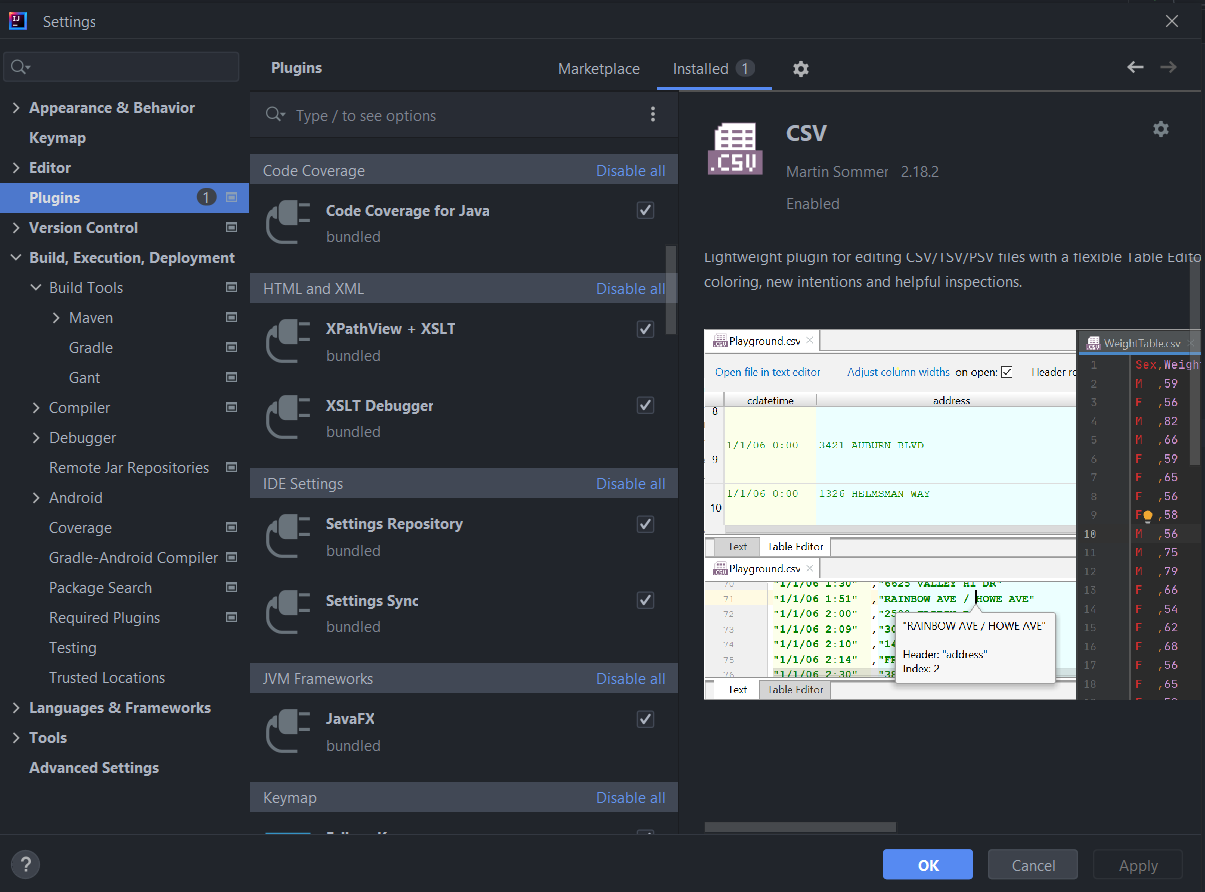 Settings
Appearance & Behavior
Keymap
Editor
Plugins 1
Version Control
Build, Execution, Deployment
Build Tools
Maven
Gradle
Gant
Compiler
Debugger
Remote Jar Repositories
Android
Coverage
Gradle-Android Compiler
Package Search
Required Plugins
Testing
Trusted Locations
Languages & Frameworks
Tools
Advanced Settings
?
Plugins Marketplace Installed 1
Type / to see options
Code Coverage Disable all
Code Coverage for Java
bundled
HTML and XML Disable all
XPathView + XSLT
bundled
XSLT Debugger
bundled
IDE Settings Disable all
Settings Repository
bundled
Settings Sync
bundled
JVM Frameworks Disable all
JavaFX
bundled
Keymap Disable all
.CSV
CSV
Martin Sommer 2.18.2
Enabled
Lightweight plugin for editing CSV/TSV/PSV files with a flexible Table Edito
coloring, new intentions and helpful inspections.
Playground.csv
Open file in text editor Adjust column widths on open: Header
cdatetime address
8
1/1/06 0:00 3421 AUBURN BLVD
9
1/1/06 0:00 1326 HELMSMAN WAY
10
Text Table Editor
Playground.csv
70 "1/1/06 1:30" ,"6625 VALLEY HI DR"
71 "1/1/06 1:51" ,"RAINBOW AVE / HOWE AVE"
72 "1/1/06 2:00"
73 "1/1/06 2:09"
74 "1/1/06 2:10"
75 "1/1/06 2:14"
"1/1/06 2:30"
"RAINBOW AVE / HOWE AVE"
Header: "address"
Index: 2
Text Table Editor
WeightTable.csv
1 Sex,Weight
2 M ,59
3 F ,56
4 M ,82
5 M ,66
6 F ,59
7 F ,65
8 F ,56
9 F ,58
10 M ,56
11 M ,75
12 M ,79
13 F ,66
14 F ,54
15 F ,62
16 F ,68
17 F ,56
18 F ,65
OK Cancel Apply